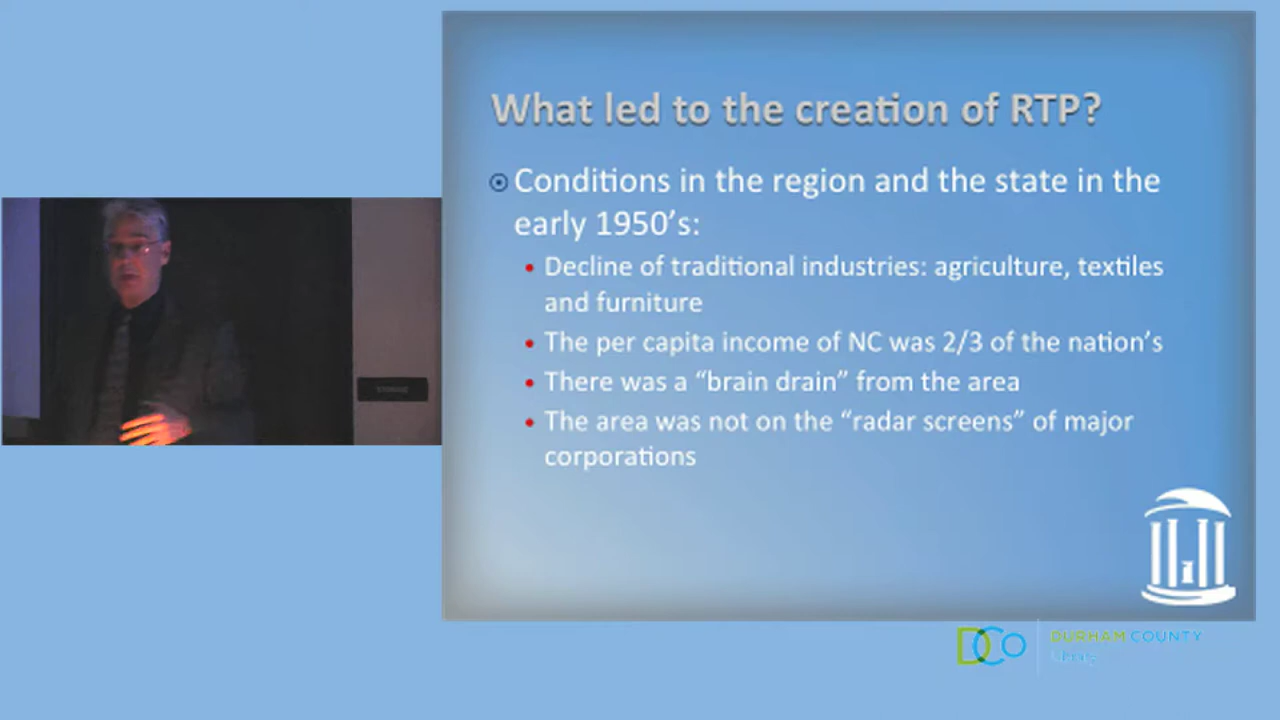 What led to the creation of RTP?
Conditions in the region and the state in the
early 1950's:
Decline of traditional industries: agriculture, textiles
and furniture
The per capita income of NC was 2/3 of the nation's
There was a “brain drain” from the area
The area was not on the “radar screens” of major
corporations
DCo
DURHAM COUNTY
Library